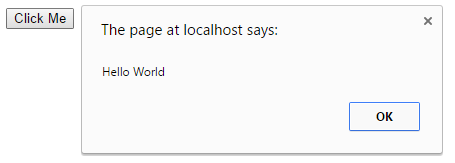 Click Me
The page at localhost says:
Hello World
OK